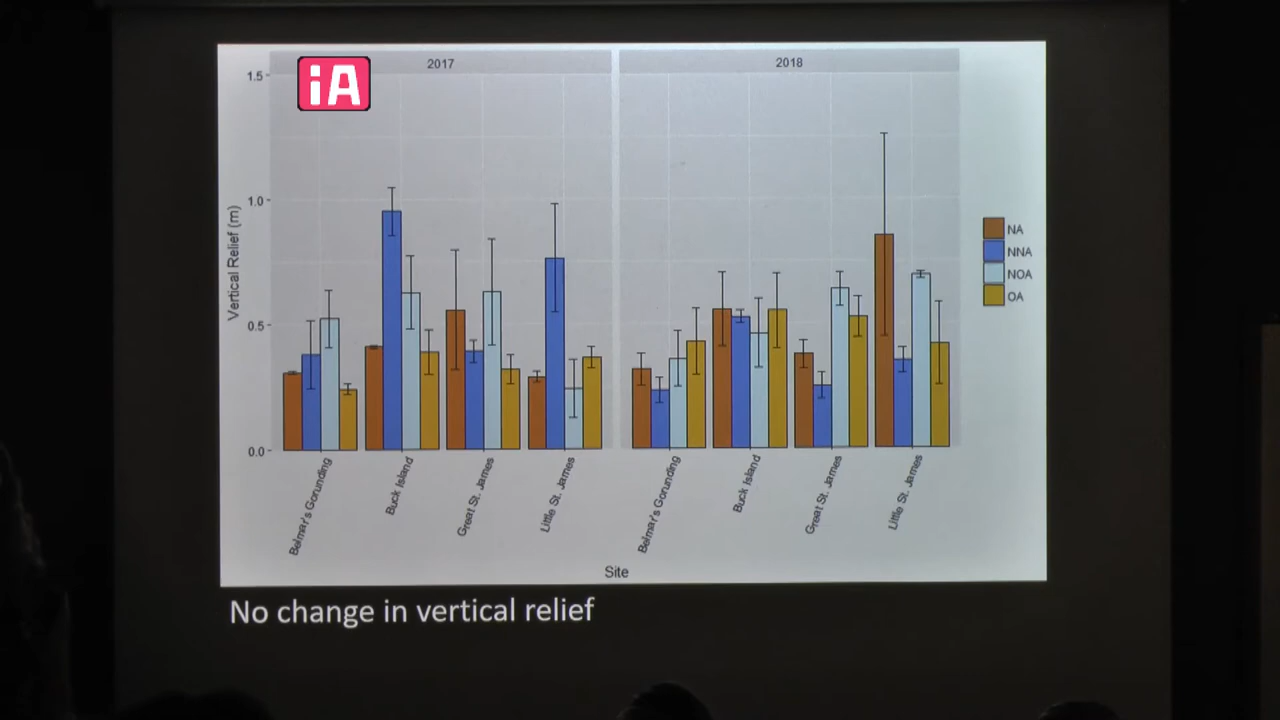 iA
2017
2018
1.5
1.0
0.5
0.0
Vertical Relief (m)
NA
NNA
NOA
OA
Belmar's Gorunding
Buck Island
Great St. James
Little St. James
Belmar's Gorunding
Buck Island
Great St. James
Little St. James
Site
No change in vertical relief